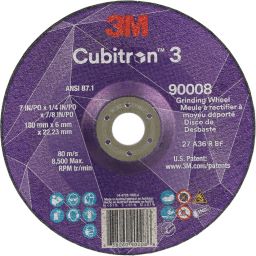 3M
Cubitron™ 3
ANSI B7.1
7 IN/PO x 1/4 IN/PO
x 7/8 IN/PO
180 mm x 6 mm
x 22,23 mm
80 m/s
8,500 Max.
RPM tr/min
90008
Grinding Wheel
Meule à rectifier à
moyeu déporté
Disco de
Desbaste
27 A36 R BF
U.S. Patent:
www.3M.com/patents